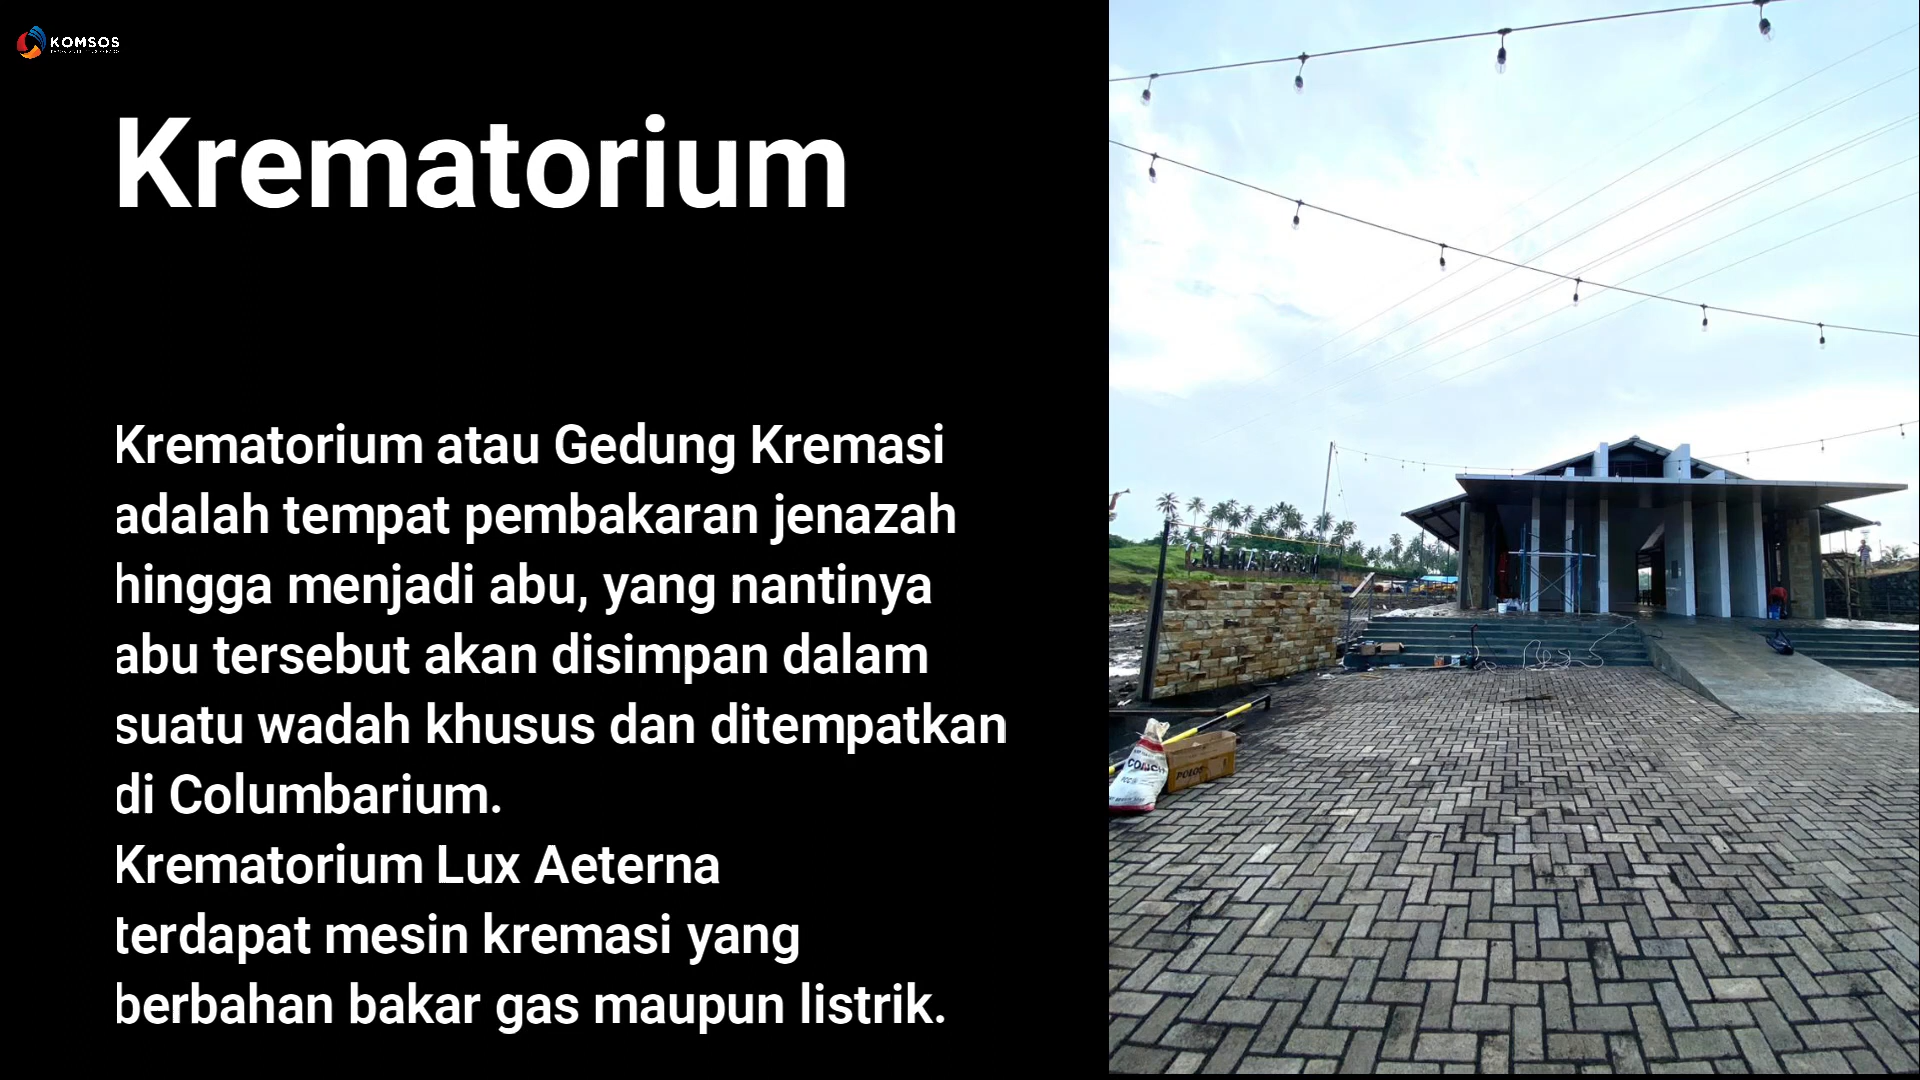 KOMSOS
Krematorium
Krematorium atau Gedung Kremasi
adalah tempat pembakaran jenazah
hingga menjadi abu, yang nantinya
abu tersebut akan disimpan dalam
suatu wadah khusus dan ditempatkan
di Columbarium.
Krematorium Lux Aeterna
terdapat mesin kremasi yang
berbahan bakar gas maupun listrik.
CREMATORIUM
POLOS